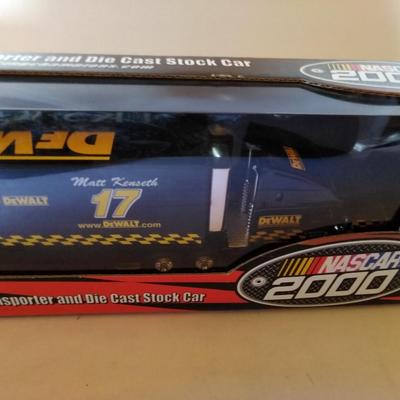 porter and Die Cast Stock Car
NASCAR
2000
DEW
Matt Kenseth
DEWALT
17
www.DEWALT.com
DEWALT
DEWALT
NASCAR
2000
nsporter and Die Cast Stock Car